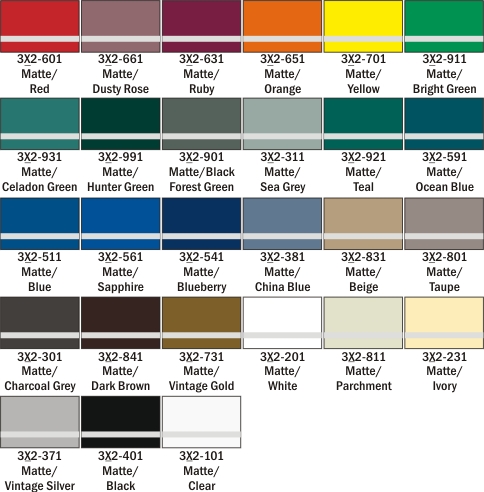 3X2-601 3X2-661 3X2-631 3X2-651 3X2-701 3X2-911
Matte/ Matte/ Matte/ Matte/ Matte/ Matte/
Red Dusty Rose Ruby Orange Yellow Bright Green
3X2-931 3X2-991 3X2-901 3X2-311 3X2-921 3X2-591
Matte/ Matte/ Matte/Black Matte/ Matte/ Matte/
Celadon Green Hunter Green Forest Green Sea Grey Teal Ocean Blue
3X2-511 3X2-561 3X2-541 3X2-381 3X2-831 3X2-801
Matte/ Matte/ Matte/ Matte/ Matte/ Matte/
Blue Sapphire Blueberry China Blue Beige Taupe
3X2-301 3X2-841 3X2-731 3X2-201 3X2-811 3X2-231
Matte/ Matte/ Matte/ Matte/ Matte/ Matte/
Charcoal Grey Dark Brown Vintage Gold White Parchment Ivory
3X2-371 3X2-401 3X2-101
Matte/ Matte/ Matte/
Vintage Silver Black Clear